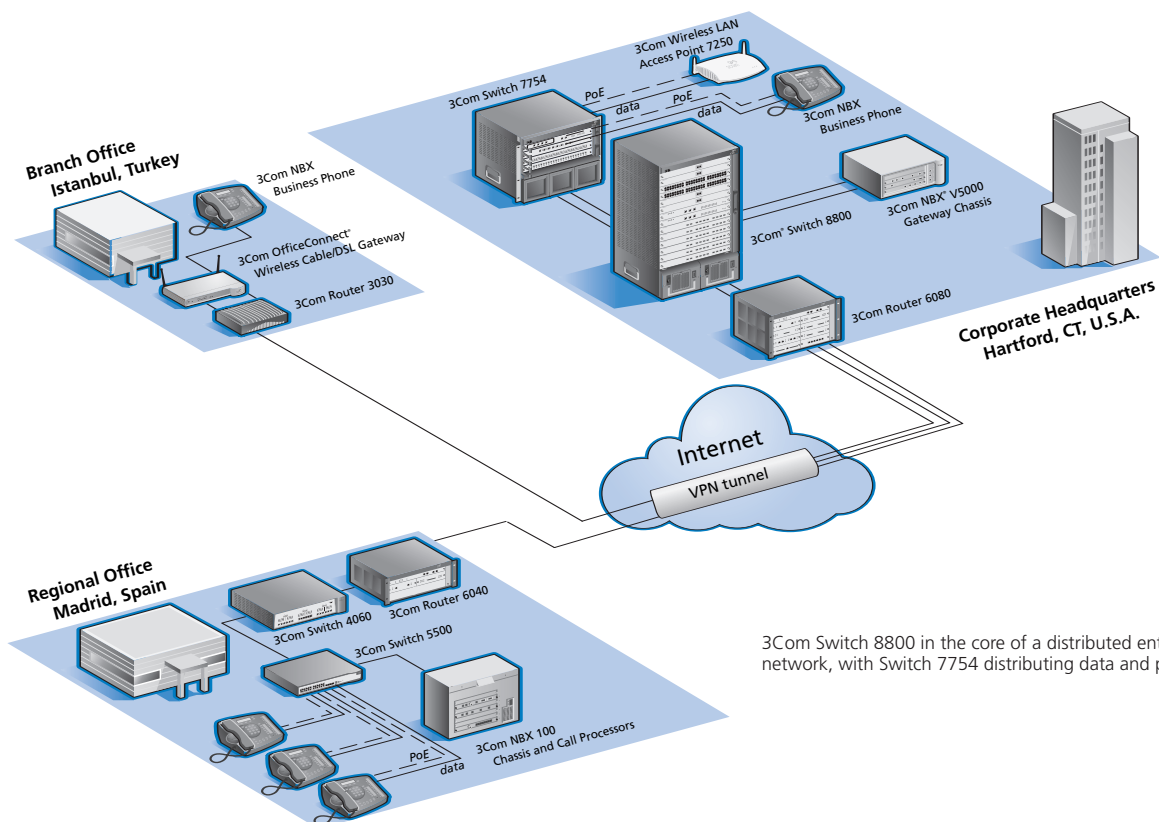 3Com Wireless LAN
Access Point 7250
3Com Switch 7754
PoE
data
PoE
data
3Com NBX
Business Phone
Branch Office
Istanbul, Turkey
3Com NBX
Business Phone
3Com NBX® V5000
Gateway Chassis
3Com® Switch 8800
3Com OfficeConnect®
Wireless Cable/DSL Gateway
3Com Router 3030
3Com Router 6080
Corporate Headquarters
Hartford, CT, U.S.A.
Internet
VPN tunnel
Regional Office
Madrid, Spain
3Com Router 6040
3Com Switch 4060
3Com Switch 5500
3Com NBX 100
Chassis and Call Processors
PoE
data
3Com Switch 8800 in the core of a distributed ent
network, with Switch 7754 distributing data and p